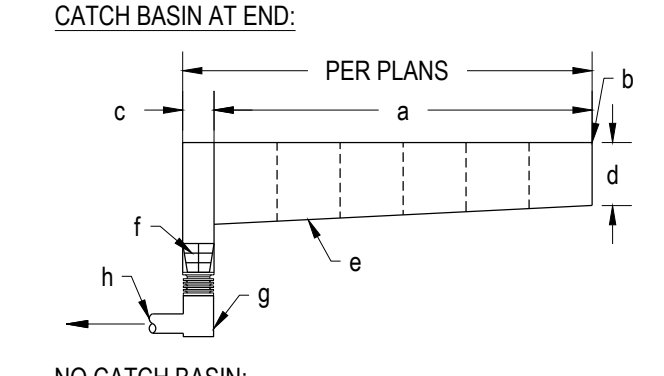 CATCH BASIN AT END:
PER PLANS
b
c
a
d
f
e
h
g
NO CATCH BASIN: